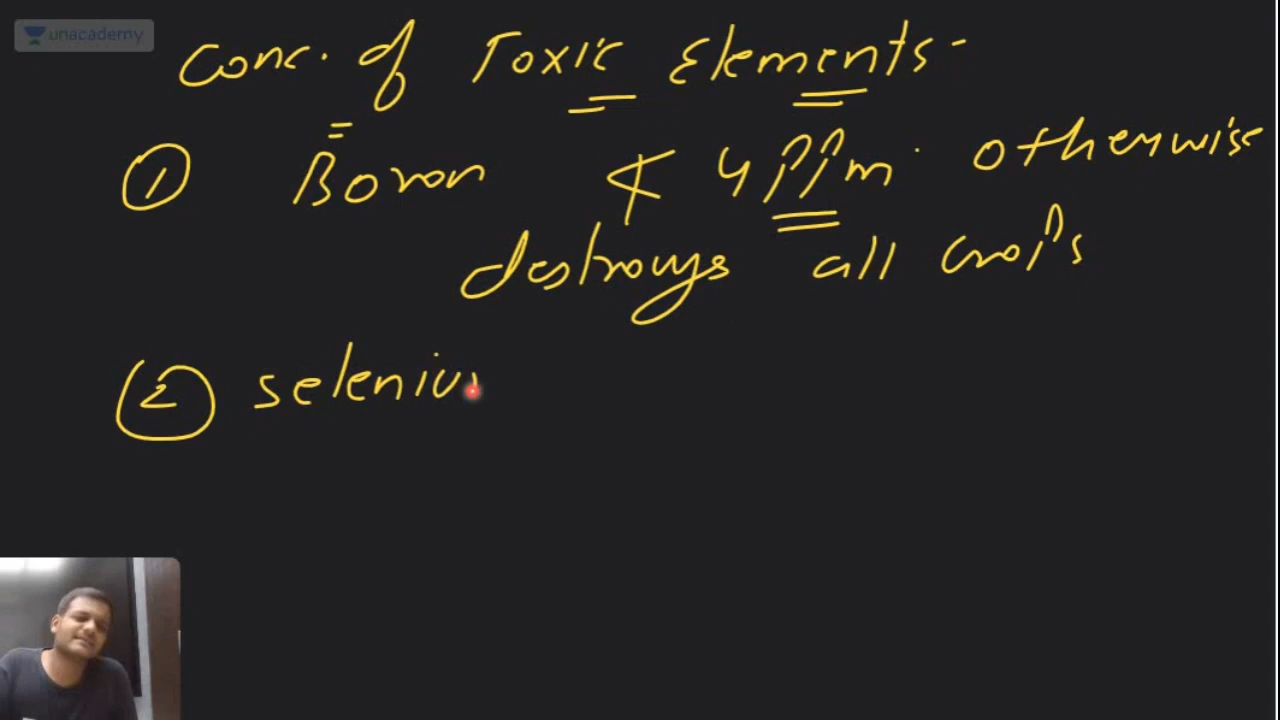 unacademy
Conc. of Toxic Elements-
① Boron ≮ 4 PPm. otherwise
destroys all crops
② seleniu